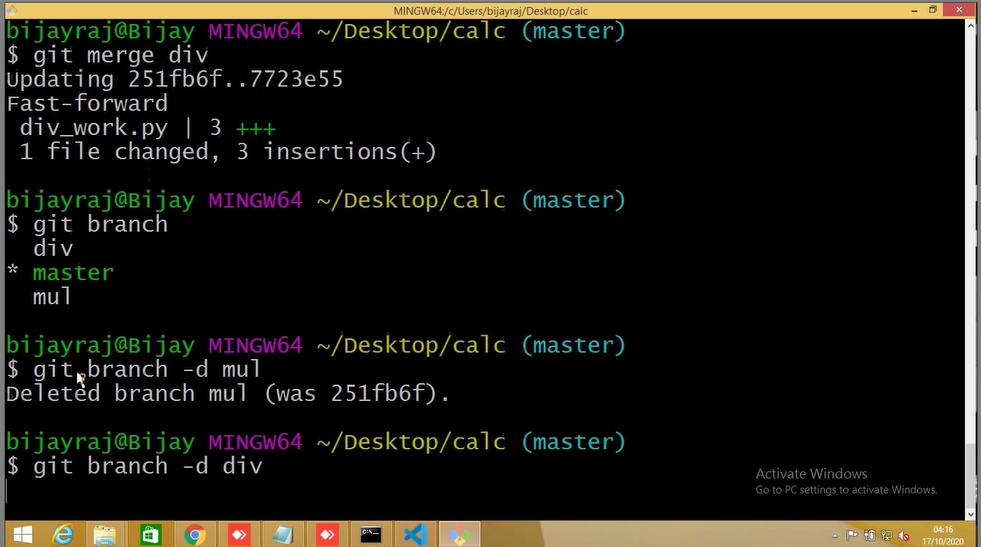 MINGW64:/c/Users/bijayraj/Desktop/calc
bijayraj@Bijay MINGW64 ~/Desktop/calc (master)
$ git merge div
Updating 251fb6f..7723e55
Fast-forward
div_work.py | 3 +++
1 file changed, 3 insertions(+)
bijayraj@Bijay MINGW64 ~/Desktop/calc (master)
$ git branch
div
* master
mul
bijayraj@Bijay MINGW64 ~/Desktop/calc (master)
$ git branch -d mul
Deleted branch mul (was 251fb6f).
bijayraj@Bijay MINGW64 ~/Desktop/calc (master)
$ git branch -d div
Activate Windows
Go to PC settings to activate Windows.
04:16
17/10/2020